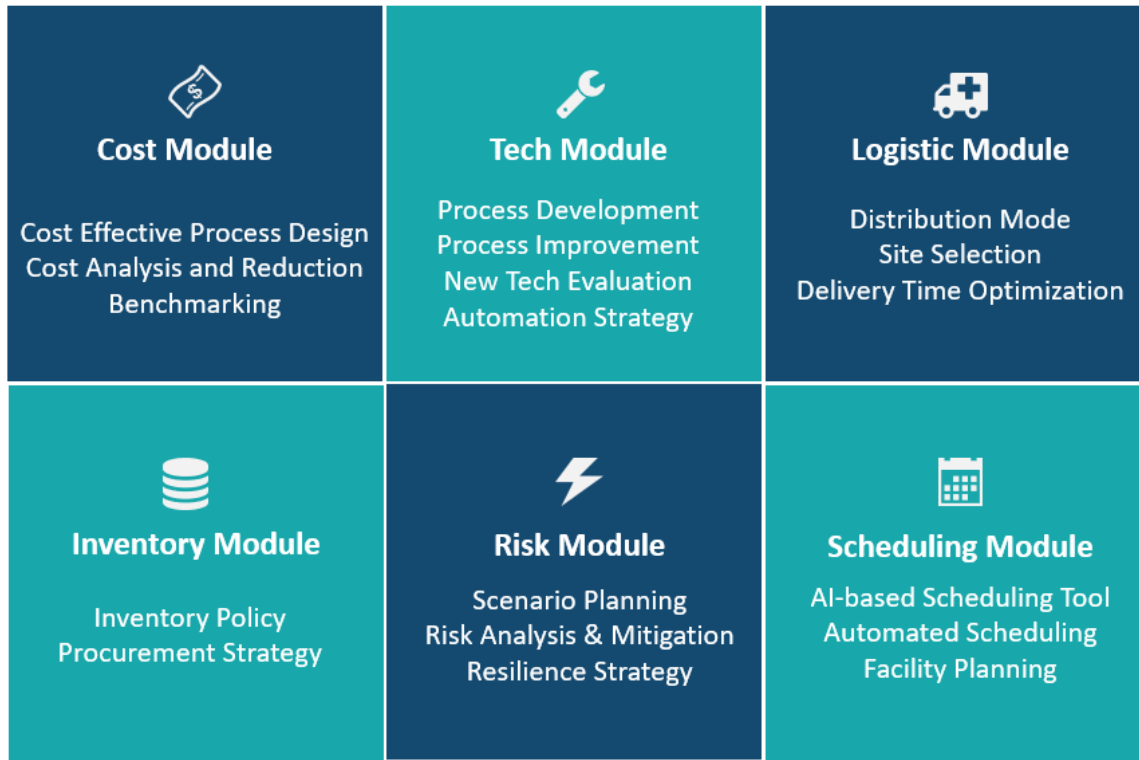 Cost Module
Cost Effective Process Design
Cost Analysis and Reduction
Benchmarking
Tech Module
Process Development
Process Improvement
New Tech Evaluation
Automation Strategy
Logistic Module
Distribution Mode
Site Selection
Delivery Time Optimization
Inventory Module
Inventory Policy
Procurement Strategy
Risk Module
Scenario Planning
Risk Analysis & Mitigation
Resilience Strategy
Scheduling Module
AI-based Scheduling Tool
Automated Scheduling
Facility Planning